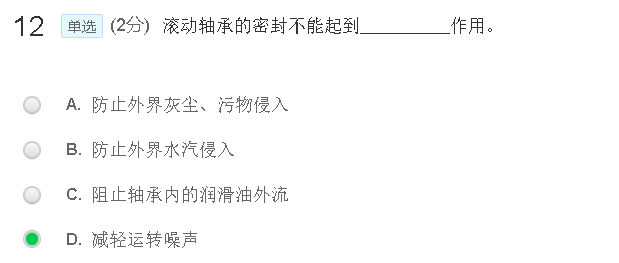 12 单选 (2分) 滚动轴承的密封不能起到__________作用。
A. 防止外界灰尘、污物侵入
B. 防止外界水汽侵入
C. 阻止轴承内的润滑油外流
D. 减轻运转噪声